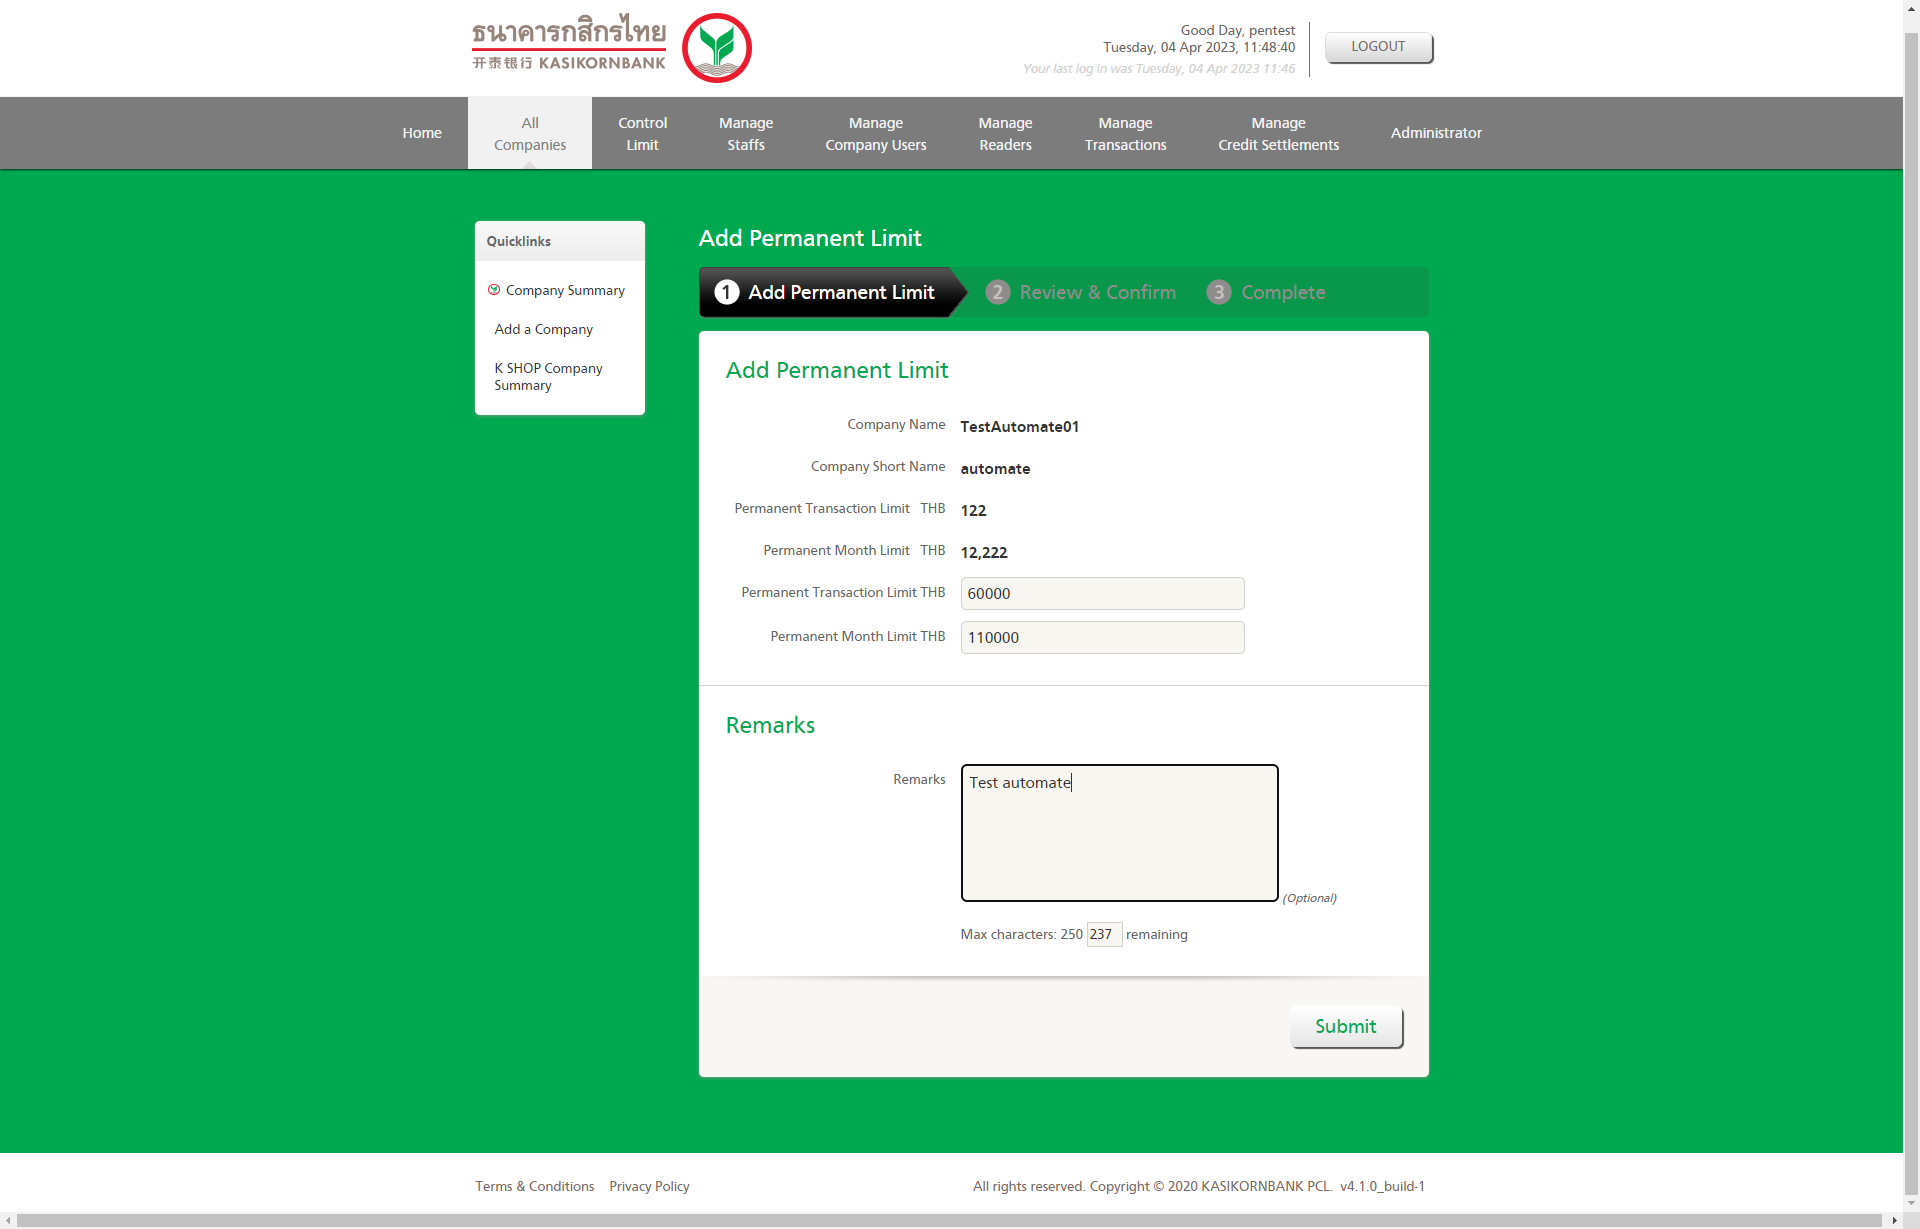 ธนาคารกสิกรไทย
开泰银行 KASIKORNBANK
Good Day, pentest
Tuesday, 04 Apr 2023, 11:48:40
Your last log in was Tuesday, 04 Apr 2023 11:46
LOGOUT
Home
All
Companies
Control
Limit
Manage
Staffs
Manage
Company Users
Manage
Readers
Manage
Transactions
Manage
Credit Settlements
Administrator
Quicklinks
Company Summary
Add a Company
K SHOP Company
Summary
Add Permanent Limit
1 Add Permanent Limit
2 Review & Confirm
3 Complete
Add Permanent Limit
Company Name TestAutomate01
Company Short Name automate
Permanent Transaction Limit THB 122
Permanent Month Limit THB 12,222
Permanent Transaction Limit THB 60000
Permanent Month Limit THB 110000
Remarks
Remarks Test automate
(Optional)
Max characters: 250 237 remaining
Submit
Terms & Conditions Privacy Policy
All rights reserved. Copyright © 2020 KASIKORNBANK PCL. v4.1.0_build-1